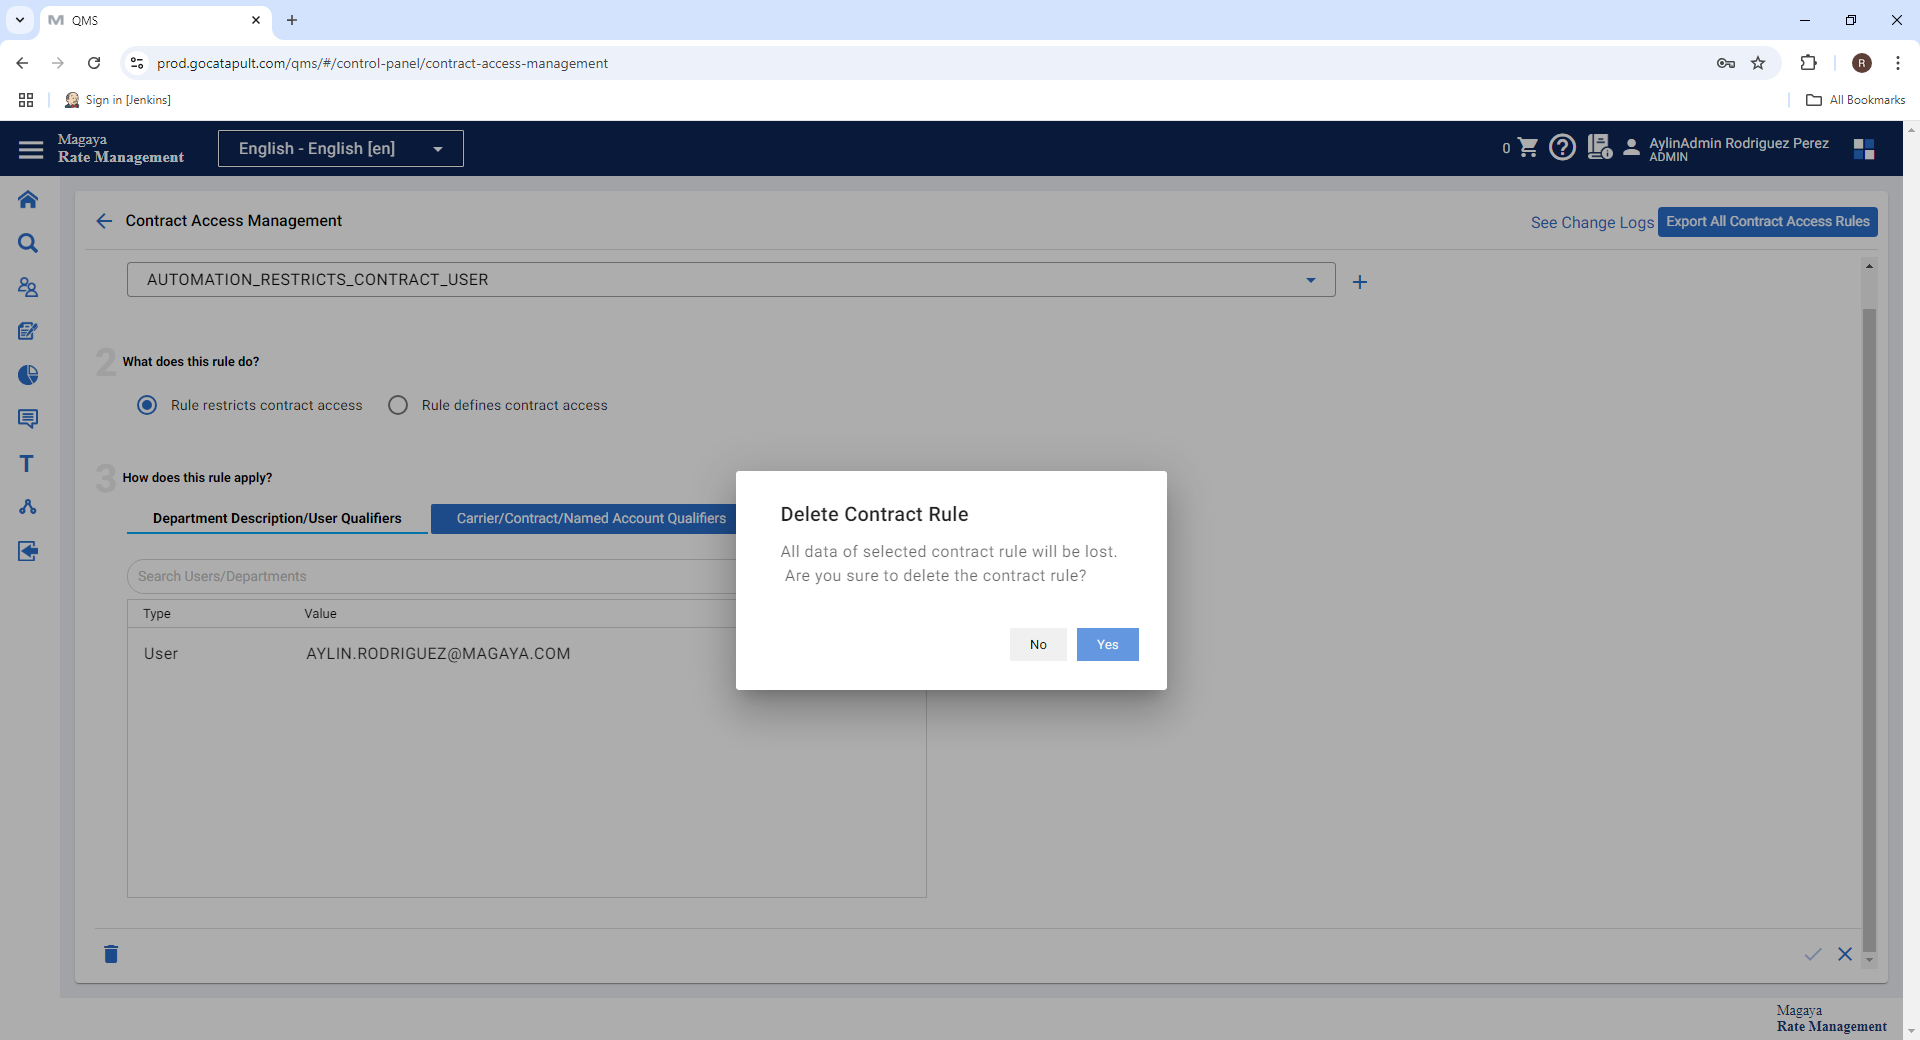 QMS
prod.gocatapult.com/qms/#/control-panel/contract-access-management
R
Sign in [Jenkins]
All Bookmarks
Magaya
Rate Management
English - English [en]
0
AylinAdmin Rodriguez Perez
ADMIN
Contract Access Management
See Change Logs
Export All Contract Access Rules
AUTOMATION_RESTRICTS_CONTRACT_USER
2 What does this rule do?
Rule restricts contract access
Rule defines contract access
3 How does this rule apply?
Department Description/User Qualifiers
Carrier/Contract/Named Account Qualifiers
Search Users/Departments
Type Value
User AYLIN.RODRIGUEZ@MAGAYA.COM
Delete Contract Rule
All data of selected contract rule will be lost.
Are you sure to delete the contract rule?
No
Yes
Magaya
Rate Management